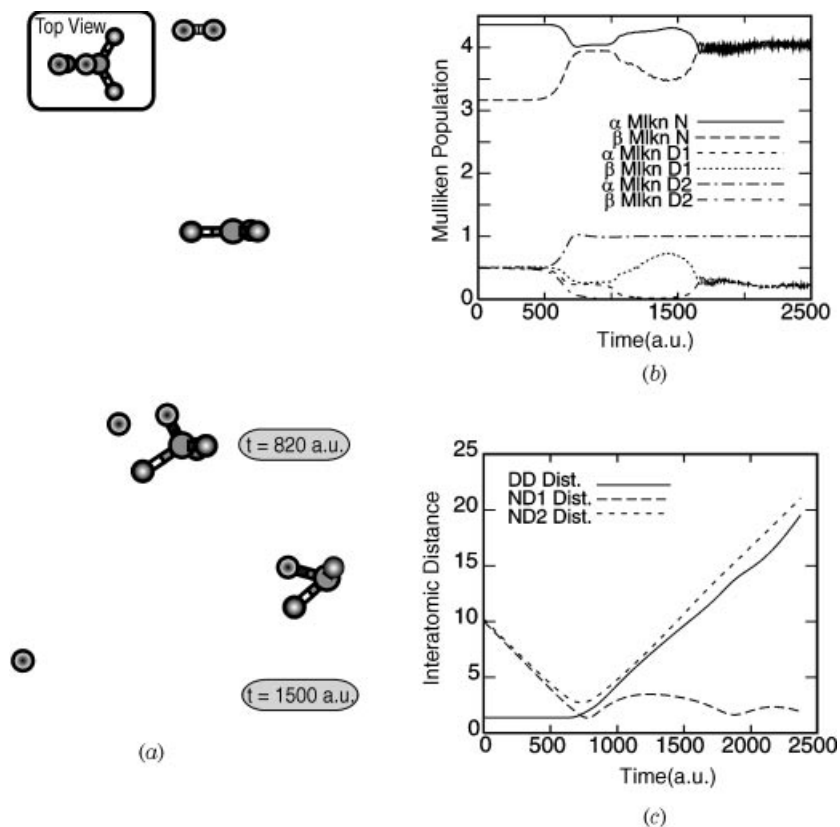 Top View
t = 820 a.u.
t = 1500 a.u.
(a)
Mulliken Population
4
3
2
1
0
α Mlkn N
β Mlkn N
α Mlkn D1
β Mlkn D1
α Mlkn D2
β Mlkn D2
0 500 1000 1500 2000 2500
Time(a.u.)
(b)
Interatomic Distance
25
20
15
10
5
0
DD Dist.
ND1 Dist.
ND2 Dist.
0 500 1000 1500 2000 2500
Time(a.u.)
(c)